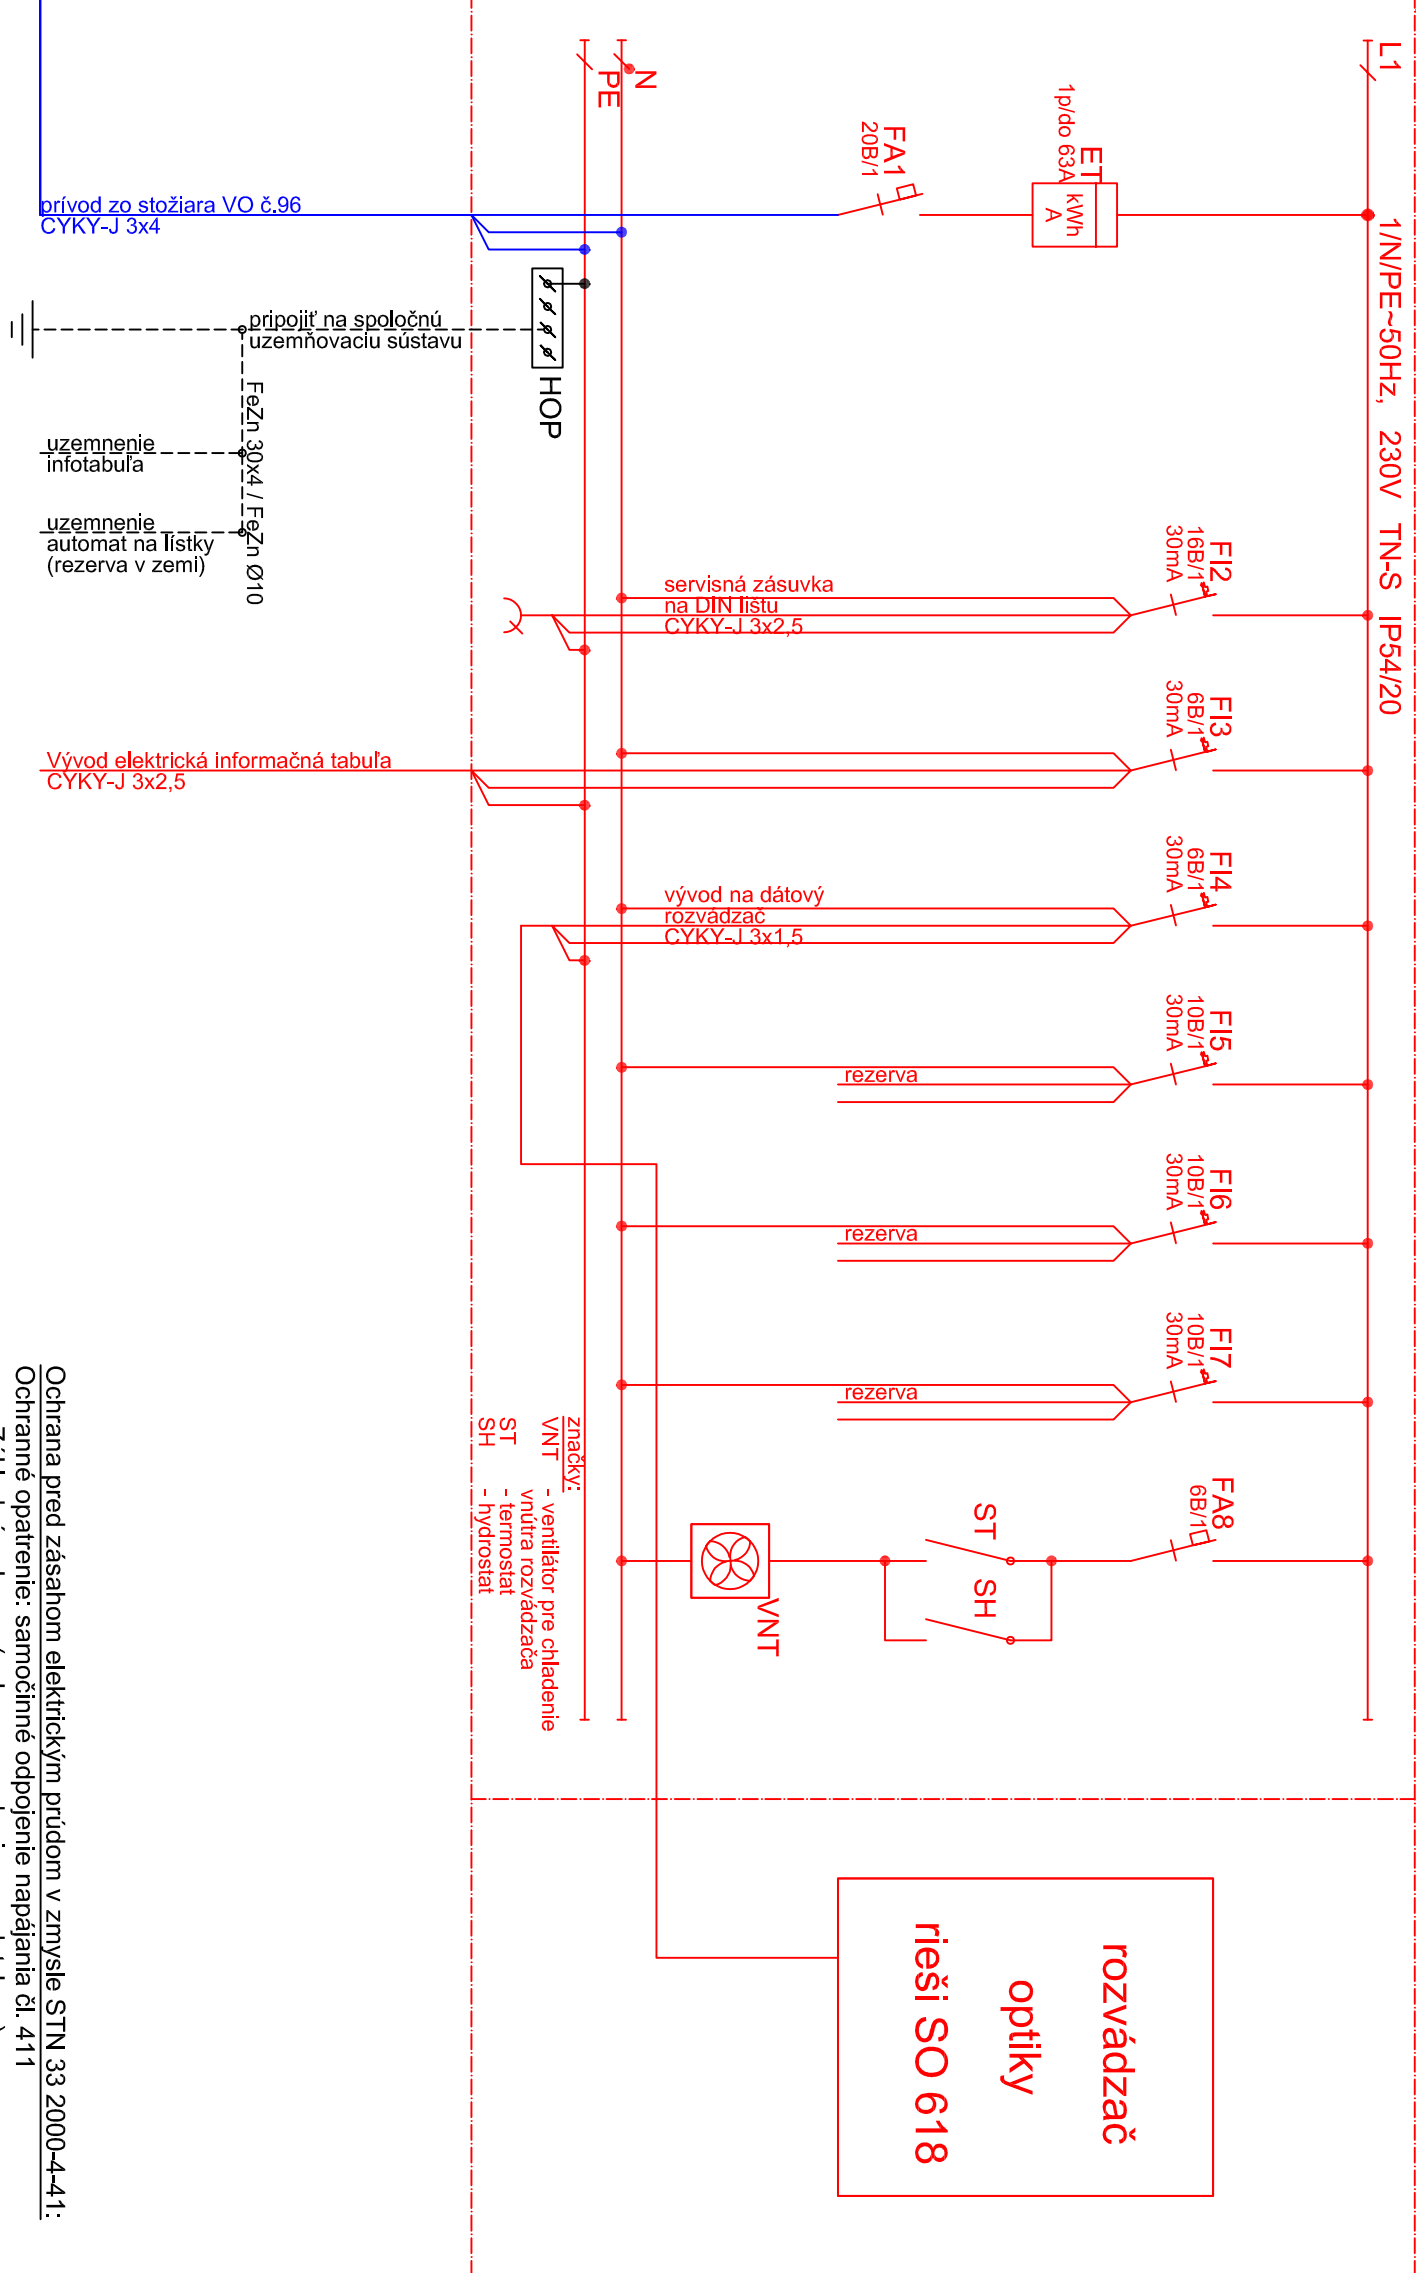 L1
1/N/PE~50Hz, 230V TN-S IP54/20
N
PE
ET
1p/do 63A
kWh
A
FA1
20B/1
prívod zo stožiara VO č.96
CYKY-J 3x4
HOP
pripojiť na spoločnú
uzemňovaciu sústavu
FeZn 30x4 / FeZn Ø10
uzemnenie
infotabuľa
uzemnenie
automat na lístky
(rezerva v zemi)
FI2
16B/1
30mA
servisná zásuvka
na DIN lištu
CYKY-J 3x2,5
FI3
6B/1
30mA
Vývod elektrická informačná tabuľa
CYKY-J 3x2,5
FI4
6B/1
30mA
vývod na dátový
rozvádzač
CYKY-J 3x1,5
FI5
10B/1
30mA
rezerva
FI6
10B/1
30mA
rezerva
FI7
10B/1
30mA
rezerva
FA8
6B/1
ST
SH
VNT
značky:
VNT - ventilátor pre chladenie
vnútra rozvádzača
ST - termostat
SH - hydrostat
rozvádzač
optiky
rieši SO 618
Ochrana pred zásahom elektrickým prúdom v zmysle STN 33 2000-4-41:
Ochranné opatrenie: samočinné odpojenie napájania čl. 411